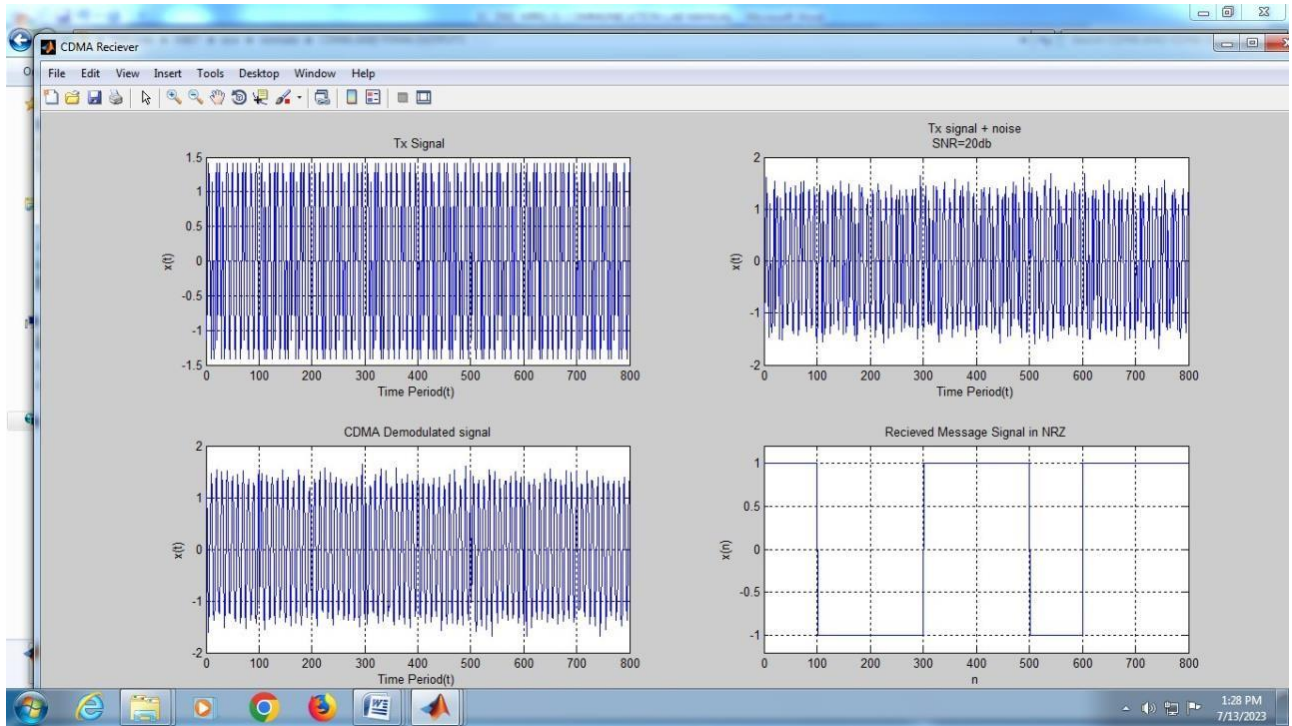 CDMA Reciever
File Edit View Insert Tools Desktop Window Help
Tx Signal
1.5
1
0.5
0
-0.5
-1
-1.5
x(t)
0 100 200 300 400 500 600 700 800
Time Period(t)
Tx signal + noise
SNR=20db
2
1
0
-1
-2
x(t)
0 100 200 300 400 500 600 700 800
Time Period(t)
CDMA Demodulated signal
2
1
0
-1
-2
x(t)
0 100 200 300 400 500 600 700 800
Time Period(t)
Recieved Message Signal in NRZ
1
0.5
0
-0.5
-1
x(n)
0 100 200 300 400 500 600 700 800
n
1:28 PM
7/13/2023